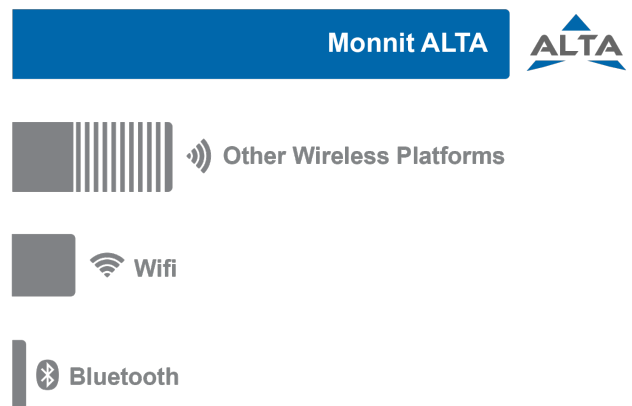 Monnit ALTA
ALTA
Other Wireless Platforms
Wifi
Bluetooth